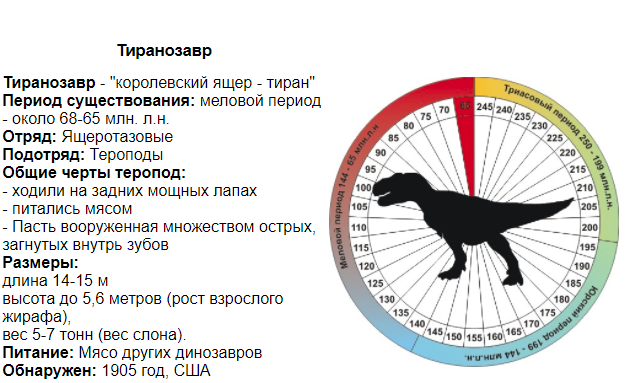 Тиранозавр
Тиранозавр - "королевский ящер - тиран"
Период существования: меловой период
- около 68-65 млн. л.н.
Отряд: Ящеротазовые
Подотряд: Тероподы
Общие черты теропод:
- ходили на задних мощных лапах
- питались мясом
- Пасть вооруженная множеством острых,
загнутых внутрь зубов
Размеры:
длина 14-15 м
высота до 5,6 метров (рост взрослого
жирафа),
вес 5-7 тонн (вес слона).
Питание: Мясо других динозавров
Обнаружен: 1905 год, США
Триасовый период 250 - 199 млн.л.н.
Юрский период 199 - 144 млн.л.н.
Меловой период 144 - 65 млн.л.н
245
240
235
230
225
220
215
210
205
200
195
190
185
180
175
170
165
160
155
150
145
140
135
130
125
120
115
110
105
100
95
90
85
80
75
70
65